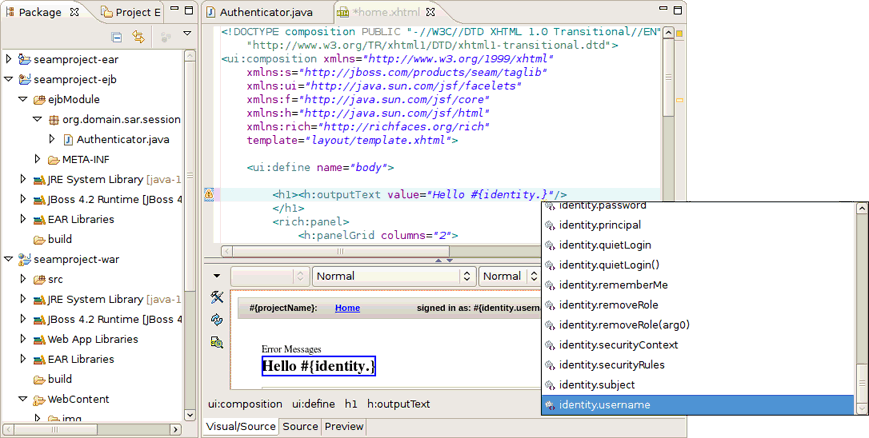 Package
Project E
seamproject-ear
seamproject-ejb
ejbModule
org.domain.sar.session
Authenticator.java
META-INF
JRE System Library [java-1
JBoss 4.2 Runtime [JBoss
EAR Libraries
build
seamproject-war
src
JRE System Library [java-1
JBoss 4.2 Runtime [JBoss 4
Web App Libraries
EAR Libraries
build
WebContent
img
Authenticator.java
*home.xhtml
<!DOCTYPE composition PUBLIC "-//W3C//DTD XHTML 1.0 Transitional//EN"
"http://www.w3.org/TR/xhtml1/DTD/xhtml1-transitional.dtd">
<ui:composition xmlns="http://www.w3.org/1999/xhtml"
xmlns:s="http://jboss.com/products/seam/taglib"
xmlns:ui="http://java.sun.com/jsf/facelets"
xmlns:f="http://java.sun.com/jsf/core"
xmlns:h="http://java.sun.com/jsf/html"
xmlns:rich="http://richfaces.org/rich"
template="layout/template.xhtml">
<ui:define name="body">
<h1><h:outputText value="Hello #{identity.}"/>
</h1>
<rich:panel>
<h:panelGrid columns="2">
identity.password
identity.principal
identity.quietLogin
identity.quietLogin()
identity.rememberMe
identity.removeRole
identity.removeRole(arg0)
identity.securityContext
identity.securityRules
identity.subject
identity.username
Normal
Normal
#{projectName}: Home signed in as: #{identity.usernam
Error Messages
Hello #{identity.}
ui:composition ui:define h1 h:outputText
Visual/Source Source Preview